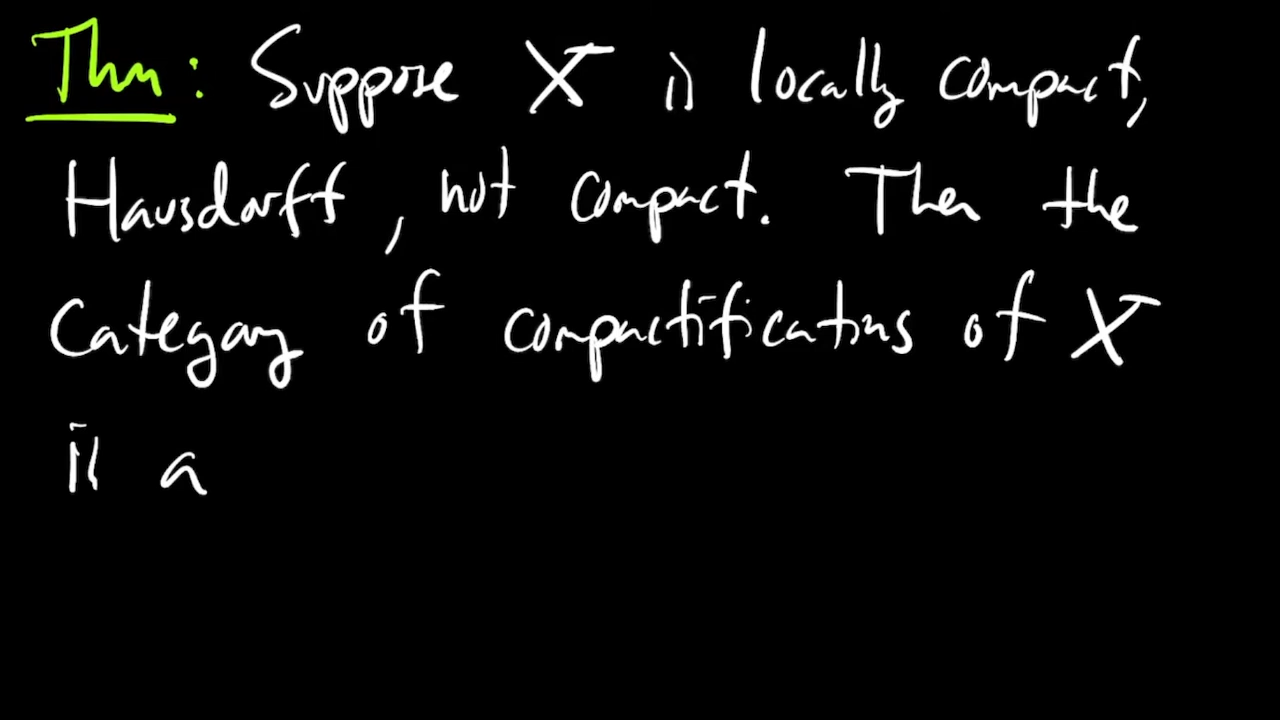 Thm: Suppose X is locally compact,
Hausdorff, not compact. Then the
Category of compactifications of X
is a